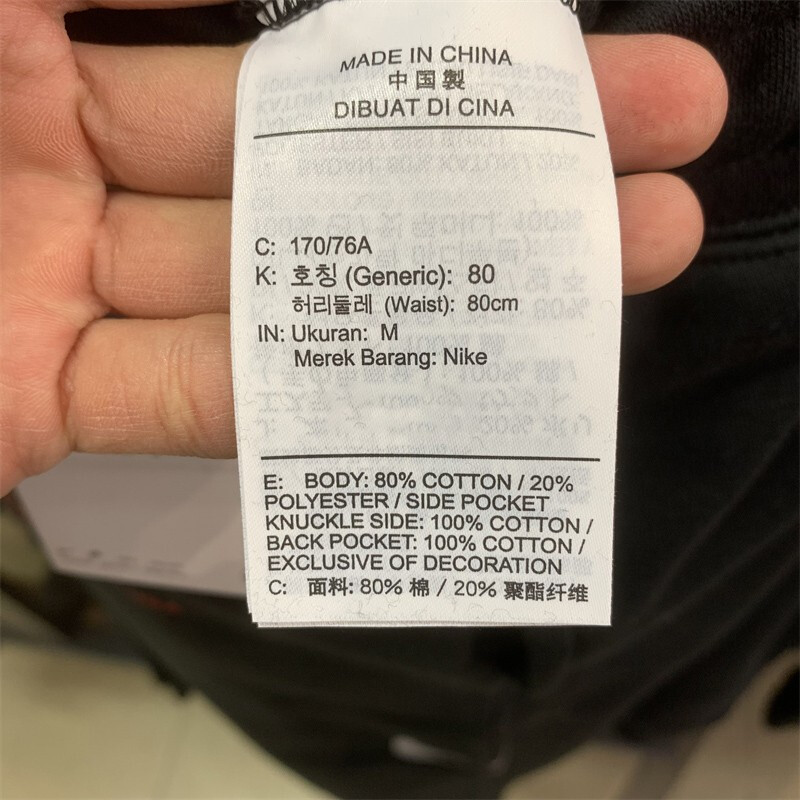 MADE IN CHINA
中国製
DIBUAT DI CINA
C: 170/76A
K: 호칭 (Generic): 80
허리둘레 (Waist): 80cm
IN: Ukuran: M
Merek Barang: Nike
E: BODY: 80% COTTON / 20%
POLYESTER / SIDE POCKET
KNUCKLE SIDE: 100% COTTON /
BACK POCKET: 100% COTTON /
EXCLUSIVE OF DECORATION
C: 面料: 80% 棉 / 20% 聚酯纤维